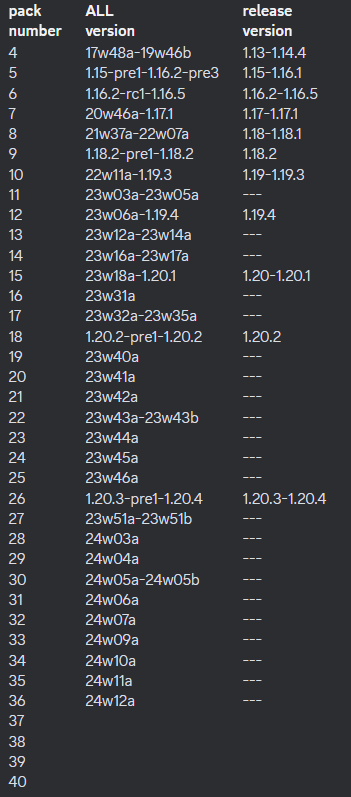 pack ALL release
number version version
4 17w48a-19w46b 1.13-1.14.4
5 1.15-pre1-1.16.2-pre3 1.15-1.16.1
6 1.16.2-rc1-1.16.5 1.16.2-1.16.5
7 20w46a-1.17.1 1.17-1.17.1
8 21w37a-22w07a 1.18-1.18.1
9 1.18.2-pre1-1.18.2 1.18.2
10 22w11a-1.19.3 1.19-1.19.3
11 23w03a-23w05a ---
12 23w06a-1.19.4 1.19.4
13 23w12a-23w14a ---
14 23w16a-23w17a ---
15 23w18a-1.20.1 1.20-1.20.1
16 23w31a ---
17 23w32a-23w35a ---
18 1.20.2-pre1-1.20.2 1.20.2
19 23w40a ---
20 23w41a ---
21 23w42a ---
22 23w43a-23w43b ---
23 23w44a ---
24 23w45a ---
25 23w46a ---
26 1.20.3-pre1-1.20.4 1.20.3-1.20.4
27 23w51a-23w51b ---
28 24w03a ---
29 24w04a ---
30 24w05a-24w05b ---
31 24w06a ---
32 24w07a ---
33 24w09a ---
34 24w10a ---
35 24w11a ---
36 24w12a ---
37
38
39
40